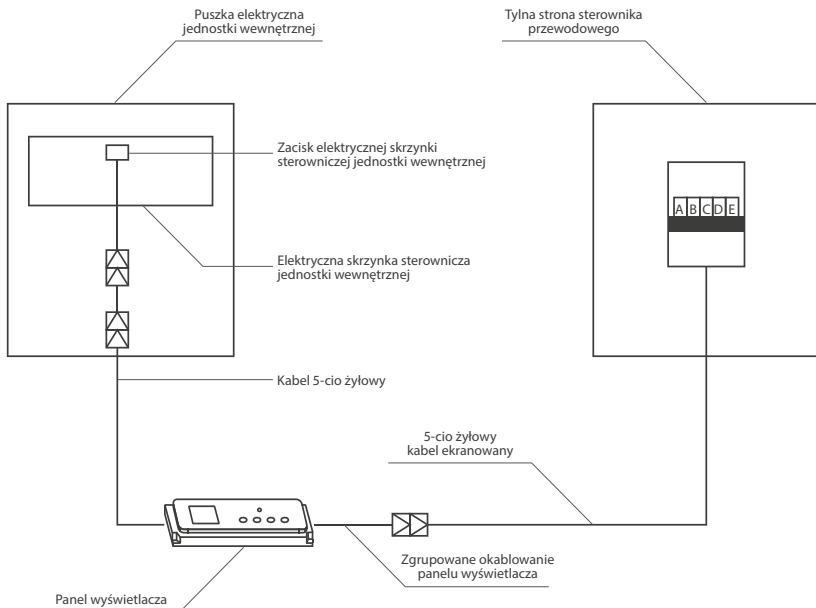 Puszka elektryczna
jednostki wewnętrznej
Tylna strona sterownika
przewodowego
Zacisk elektrycznej skrzynki
sterowniczej jednostki wewnętrznej
A B C D E
Elektryczna skrzynka sterownicza
jednostki wewnętrznej
Kabel 5-cio żyłowy
5-cio żyłowy
kabel ekranowany
Zgrupowane okablowanie
panelu wyświetlacza
Panel wyświetlacza